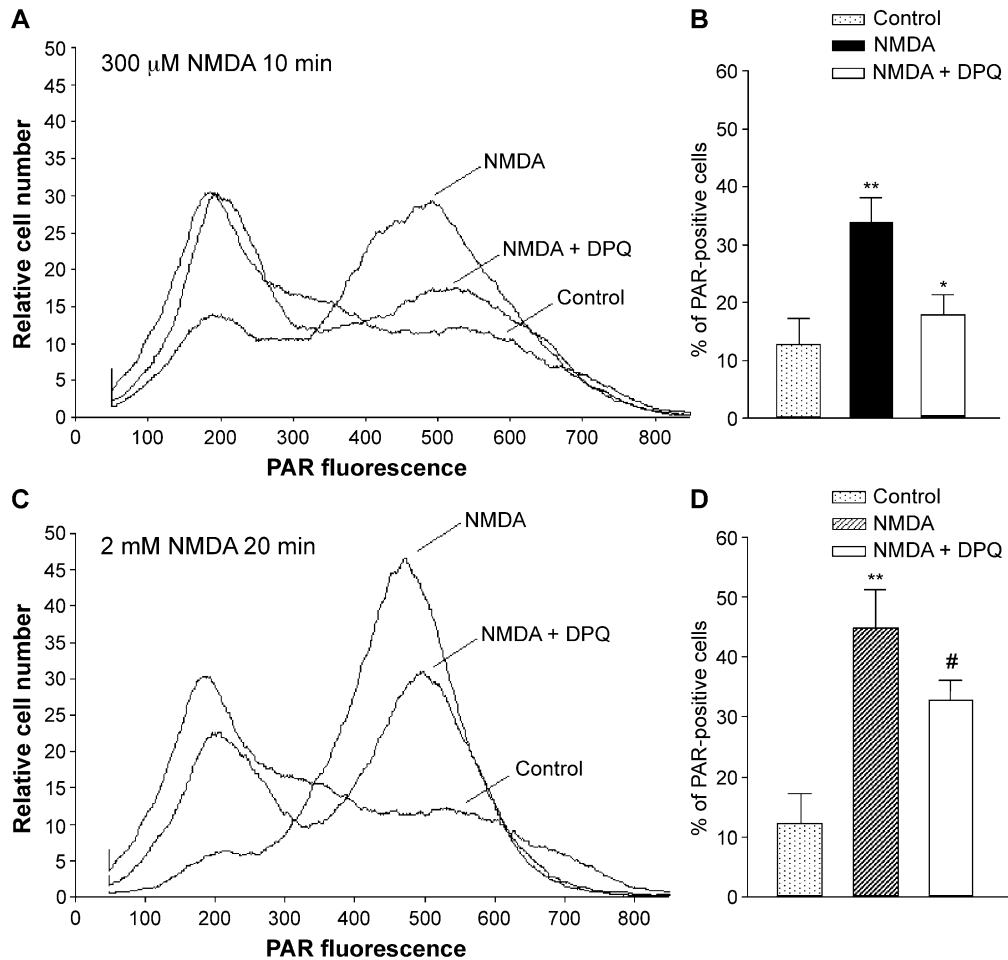 A
300 µM NMDA 10 min
Relative cell number
50
45
40
35
30
25
20
15
10
5
0
NMDA
NMDA + DPQ
Control
0 100 200 300 400 500 600 700 800
PAR fluorescence
B
Control
NMDA
NMDA + DPQ
% of PAR-positive cells
60
50
40
30
20
10
0
**
*
C
2 mM NMDA 20 min
Relative cell number
50
45
40
35
30
25
20
15
10
5
0
NMDA
NMDA + DPQ
Control
0 100 200 300 400 500 600 700 800
PAR fluorescence
D
Control
NMDA
NMDA + DPQ
% of PAR-positive cells
60
50
40
30
20
10
0
**
#